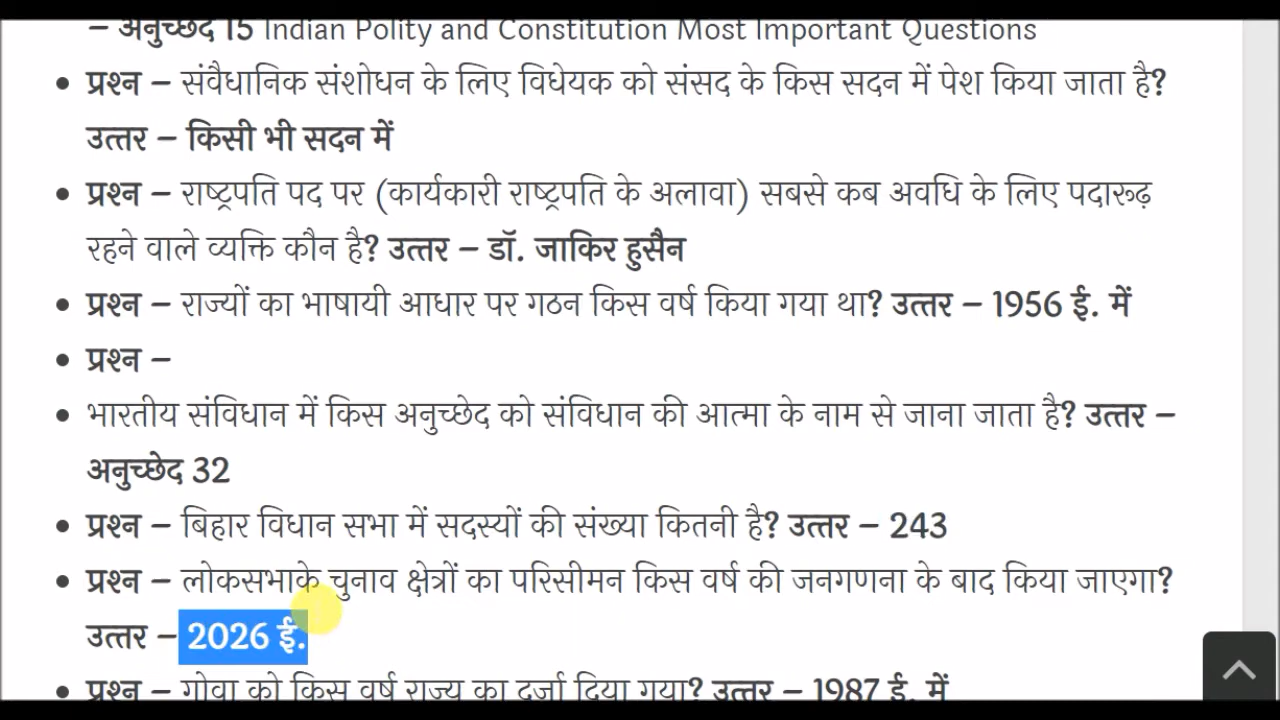 – अनुच्छेद 15 Indian Polity and Constitution Most Important Questions
• प्रश्न – संवैधानिक संशोधन के लिए विधेयक को संसद के किस सदन में पेश किया जाता है?
उत्तर – किसी भी सदन में
• प्रश्न – राष्ट्रपति पद पर (कार्यकारी राष्ट्रपति के अलावा) सबसे कब अवधि के लिए पदारूढ़
रहने वाले व्यक्ति कौन है? उत्तर – डॉ. जाकिर हुसैन
• प्रश्न – राज्यों का भाषायी आधार पर गठन किस वर्ष किया गया था? उत्तर – 1956 ई. में
• प्रश्न –
• भारतीय संविधान में किस अनुच्छेद को संविधान की आत्मा के नाम से जाना जाता है? उत्तर –
अनुच्छेद 32
• प्रश्न – बिहार विधान सभा में सदस्यों की संख्या कितनी है? उत्तर – 243
• प्रश्न – लोकसभाके चुनाव क्षेत्रों का परिसीमन किस वर्ष की जनगणना के बाद किया जाएगा?
उत्तर – 2026 ई.
• प्रश्न – गोवा को किस वर्ष राज्य का दर्जा दिया गया? उत्तर – 1987 ई. में